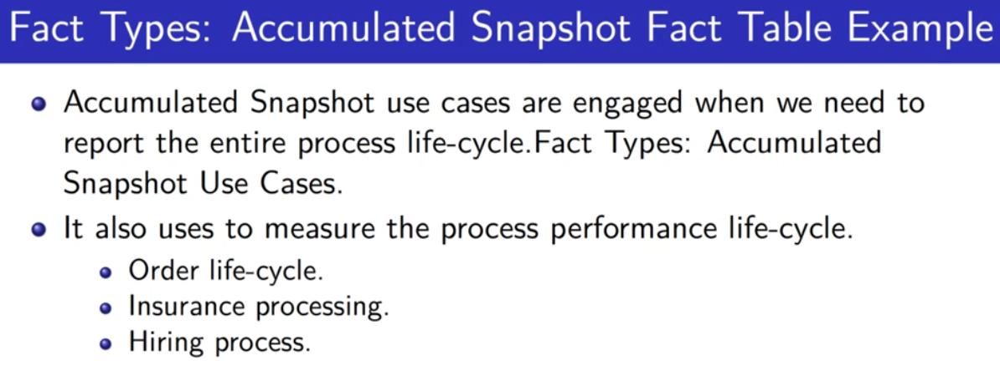 Fact Types: Accumulated Snapshot Fact Table Example
Accumulated Snapshot use cases are engaged when we need to
report the entire process life-cycle.Fact Types: Accumulated
Snapshot Use Cases.
It also uses to measure the process performance life-cycle.
Order life-cycle.
Insurance processing.
Hiring process.